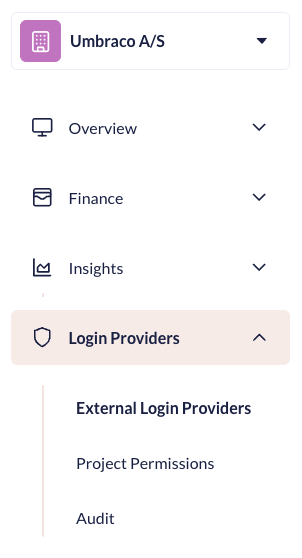 Umbraco A/S
Overview
Finance
Insights
Login Providers
External Login Providers
Project Permissions
Audit